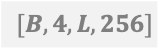 [B, 4, L, 256]